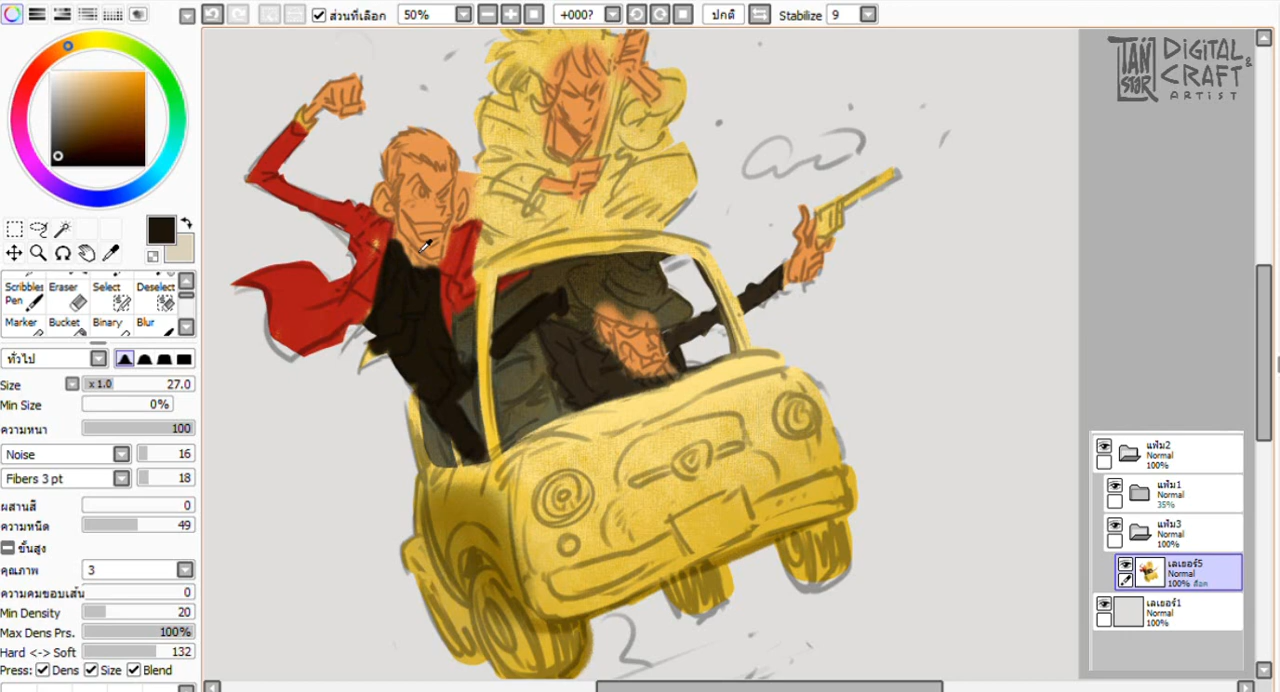 ส่วนที่เลือก 50% +000? ปกติ Stabilize 9
TAN STAR DiGiTAL & CRAFT
ARTIST
Scribbles Eraser Select Deselect
Pen
Marker Bucket Binary Blur
ทั่วไป
Size x 1.0 27.0
Min Size 0%
ความหนา 100
Noise 16
Fibers 3 pt 18
ผสานสี 0
ความหนืด 49
ขั้นสูง
คุณภาพ 3
ความคมขอบเส้น 0
Min Density 20
Max Dens Prs. 100%
Hard <-> Soft 132
Press: Dens Size Blend
แฟ้ม2
Normal
100%
แฟ้ม1
Normal
35%
แฟ้ม3
Normal
100%
เลเยอร์5
Normal
100% ล็อก
เลเยอร์1
Normal
100%